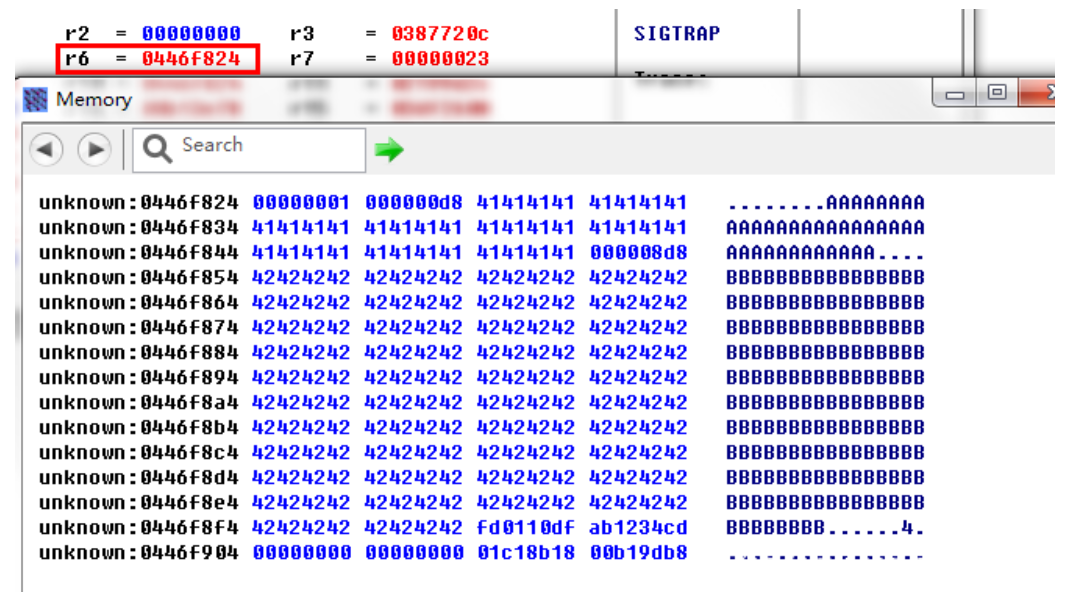 r2 = 00000000 r3 = 0387720c SIGTRAP
r6 = 0446f824 r7 = 00000023
Memory
Search
unknown:0446f824 00000001 000000d8 41414141 41414141 ........AAAAAAAA
unknown:0446f834 41414141 41414141 41414141 41414141 AAAAAAAAAAAAAAAA
unknown:0446f844 41414141 41414141 41414141 000008d8 AAAAAAAAAAAA....
unknown:0446f854 42424242 42424242 42424242 42424242 BBBBBBBBBBBBBBBB
unknown:0446f864 42424242 42424242 42424242 42424242 BBBBBBBBBBBBBBBB
unknown:0446f874 42424242 42424242 42424242 42424242 BBBBBBBBBBBBBBBB
unknown:0446f884 42424242 42424242 42424242 42424242 BBBBBBBBBBBBBBBB
unknown:0446f894 42424242 42424242 42424242 42424242 BBBBBBBBBBBBBBBB
unknown:0446f8a4 42424242 42424242 42424242 42424242 BBBBBBBBBBBBBBBB
unknown:0446f8b4 42424242 42424242 42424242 42424242 BBBBBBBBBBBBBBBB
unknown:0446f8c4 42424242 42424242 42424242 42424242 BBBBBBBBBBBBBBBB
unknown:0446f8d4 42424242 42424242 42424242 42424242 BBBBBBBBBBBBBBBB
unknown:0446f8e4 42424242 42424242 42424242 42424242 BBBBBBBBBBBBBBBB
unknown:0446f8f4 42424242 42424242 fd0110df ab1234cd BBBBBBBB......4.
unknown:0446f904 00000000 00000000 01c18b18 00b19db8 ................